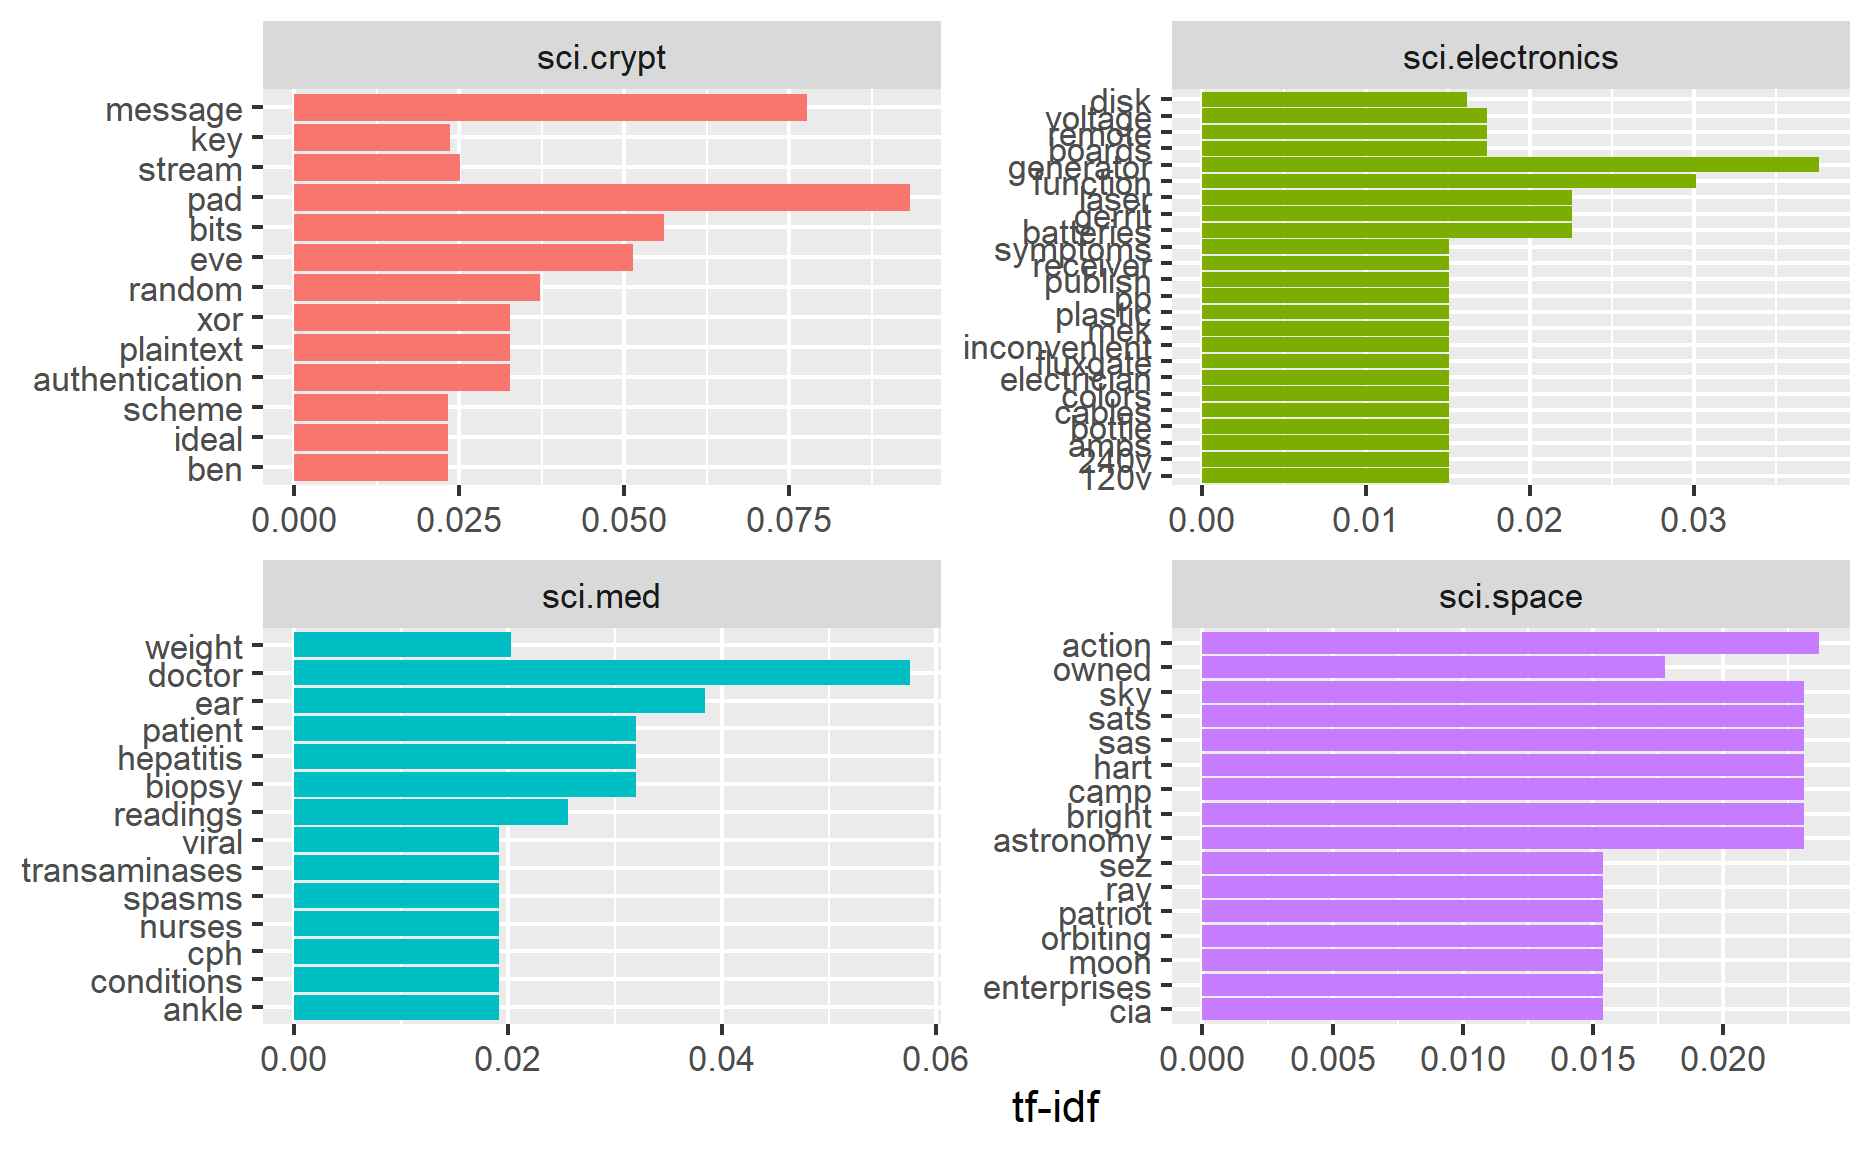 sci.crypt
message
key
stream
pad
bits
eve
random
xor
plaintext
authentication
scheme
ideal
ben
0.000 0.025 0.050 0.075
sci.electronics
disk
voltage
remote
boards
generator
function
laser
gerrit
batteries
symptoms
receiver
publish
pp
plastic
mek
inconvenient
fluxgate
electrician
colors
cables
bottle
amps
240v
120v
0.00 0.01 0.02 0.03
sci.med
weight
doctor
ear
patient
hepatitis
biopsy
readings
viral
transaminases
spasms
nurses
cph
conditions
ankle
0.00 0.02 0.04 0.06
sci.space
action
owned
sky
sats
sas
hart
camp
bright
astronomy
sez
ray
patriot
orbiting
moon
enterprises
cia
0.000 0.005 0.010 0.015 0.020
tf-idf